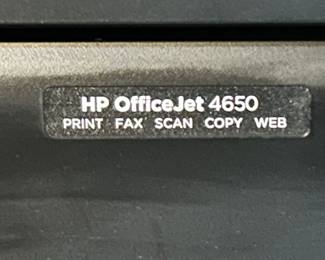 HP OfficeJet 4650
PRINT FAX SCAN COPY WEB